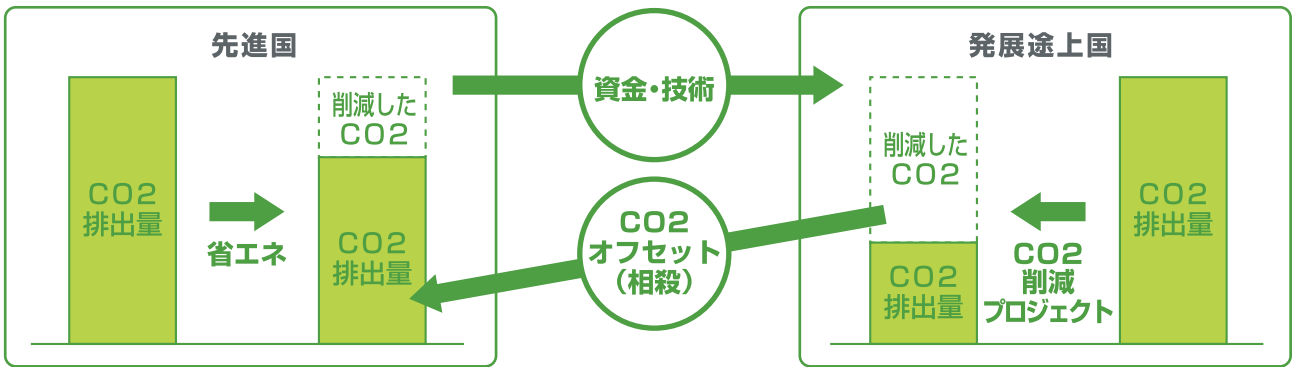 先進国
CO2
排出量
省エネ
削減した
CO2
CO2
排出量
資金・技術
CO2
オフセット
(相殺)
発展途上国
削減した
CO2
CO2
排出量
CO2
削減
プロジェクト
CO2
排出量